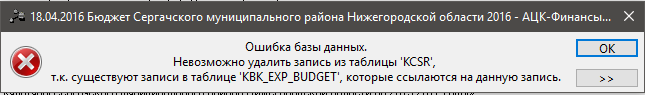 18.04.2016 Бюджет Сергачского муниципального района Нижегородской области 2016 - АЦК-Финансы...
Ошибка базы данных.
Невозможно удалить запись из таблицы 'KCSR',
т.к. существуют записи в таблице 'KBK_EXP_BUDGET', которые ссылаются на данную запись.
OK
>>